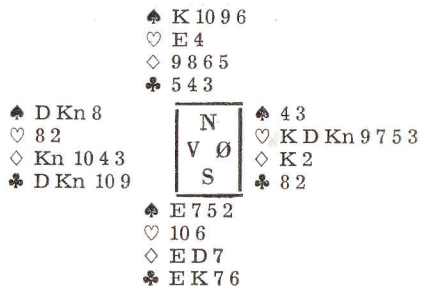 ♠ K 10 9 6
♡ E 4
♢ 9 8 6 5
♣ 5 4 3
♠ D Kn 8
♡ 8 2
♢ Kn 10 4 3
♣ D Kn 10 9
N
V Ø
S
♠ 4 3
♡ K D Kn 9 7 5 3
♢ K 2
♣ 8 2
♠ E 7 5 2
♡ 10 6
♢ E D 7
♣ E K 7 6